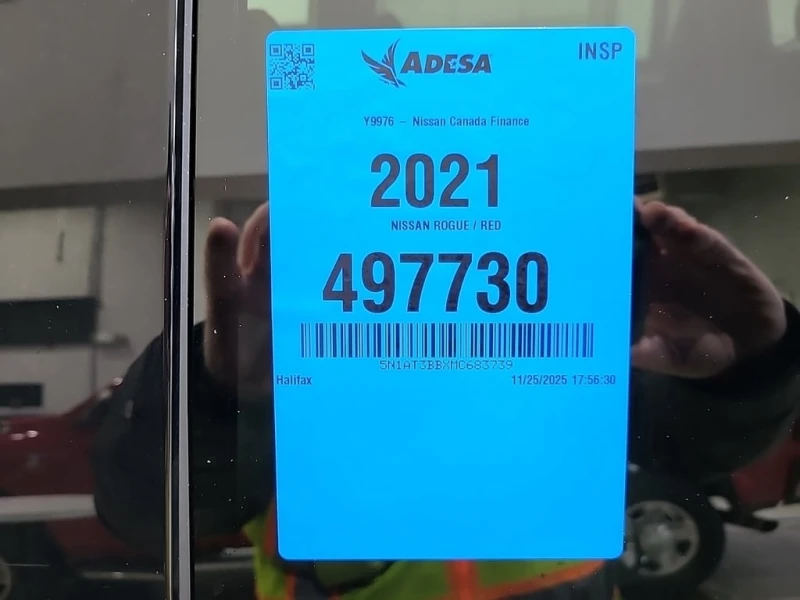 ADESA
INSP
Y9976 - Nissan Canada Finance
2021
NISSAN ROGUE / RED
497730
5N1AT3BBXMC683739
Halifax
11/25/2025 17:56:30